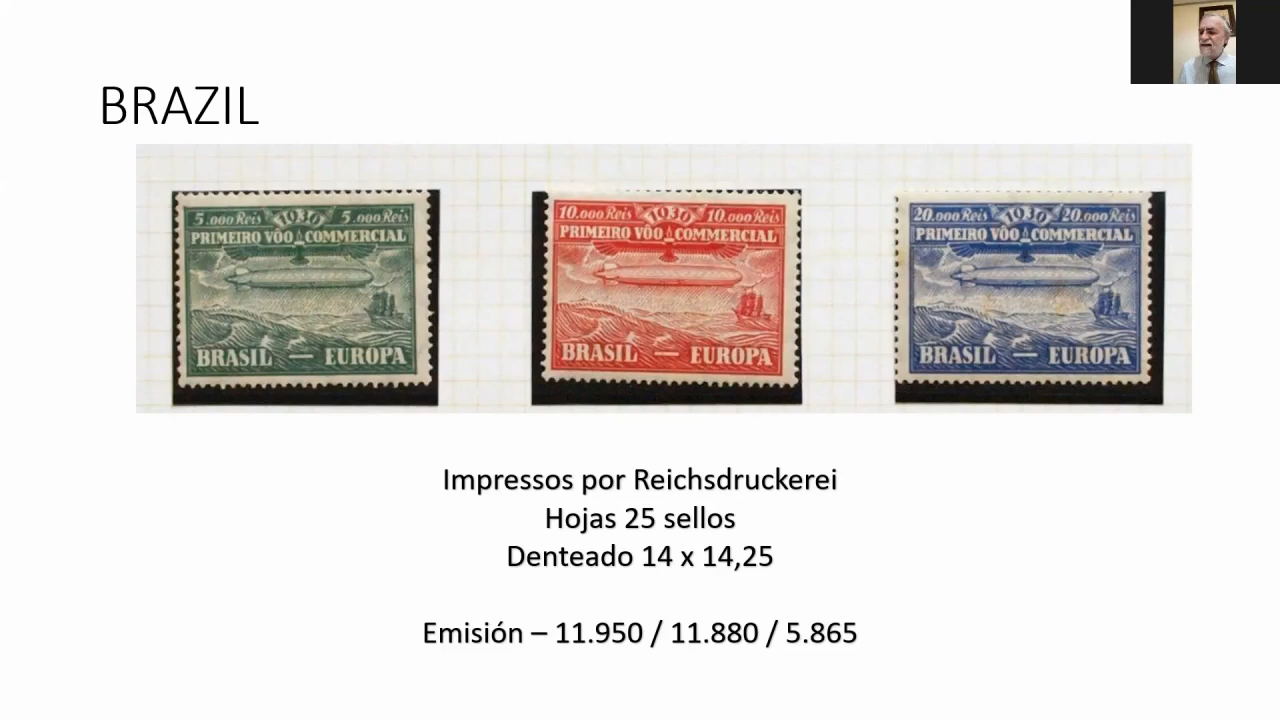 BRAZIL
5.000 Reis 1930 5.000 Reis
PRIMEIRO VÔO COMMERCIAL
BRASIL — EUROPA
10.000 Reis 1930 10.000 Reis
PRIMEIRO VÔO COMMERCIAL
BRASIL — EUROPA
20.000 Reis 1930 20.000 Reis
PRIMEIRO VÔO COMMERCIAL
BRASIL — EUROPA
Impressos por Reichsdruckerei
Hojas 25 sellos
Denteado 14 x 14,25
Emisión – 11.950 / 11.880 / 5.865